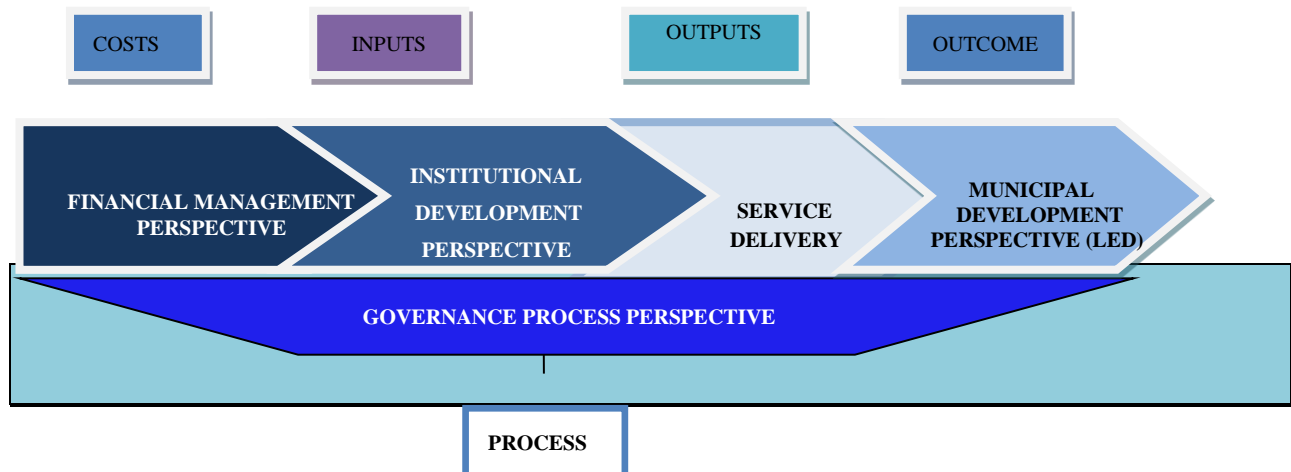 COSTS
INPUTS
OUTPUTS
OUTCOME
FINANCIAL MANAGEMENT
PERSPECTIVE
INSTITUTIONAL
DEVELOPMENT
PERSPECTIVE
SERVICE
DELIVERY
MUNICIPAL
DEVELOPMENT
PERSPECTIVE (LED)
GOVERNANCE PROCESS PERSPECTIVE
PROCESS